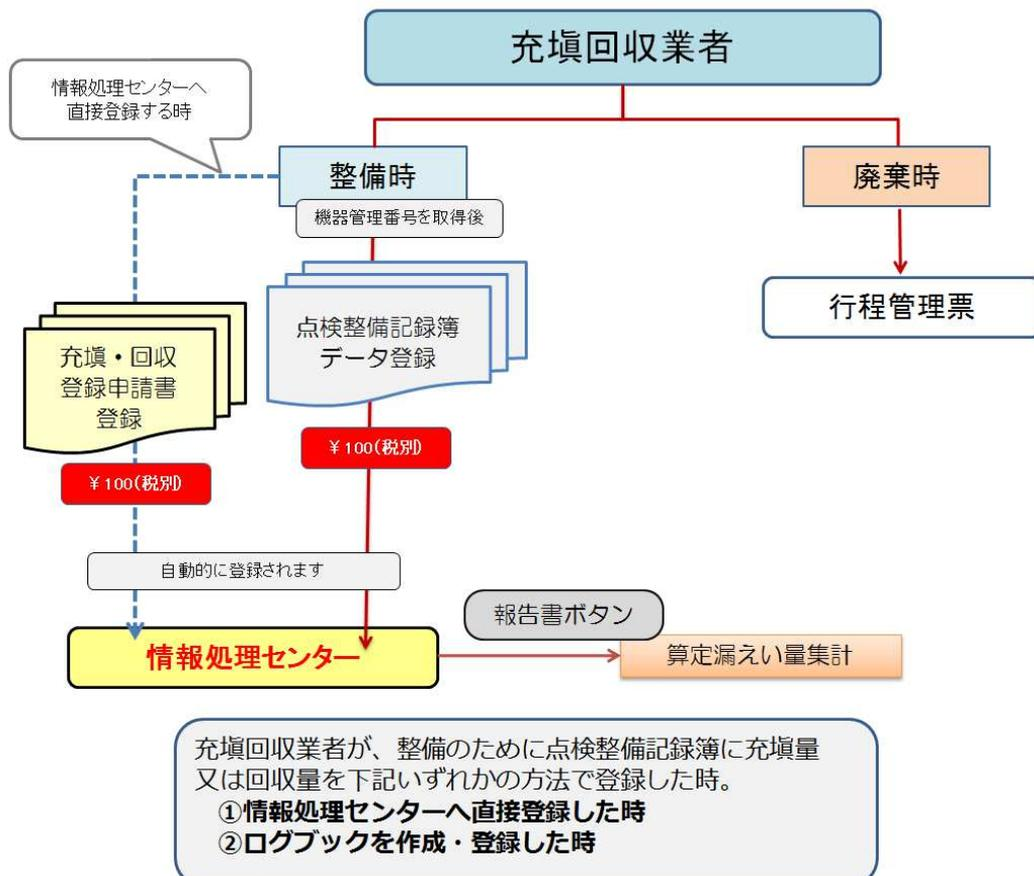 充塡回収業者
情報処理センターへ
直接登録する時
整備時
廃棄時
機器管理番号を取得後
行程管理票
点検整備記録簿
データ登録
充塡・回収
登録申請書
登録
￥100(税別)
￥100(税別)
自動的に登録されます
報告書ボタン
情報処理センター
算定漏えい量集計
充塡回収業者が、整備のために点検整備記録簿に充塡量
又は回収量を下記いずれかの方法で登録した時。
①情報処理センターへ直接登録した時
②ログブックを作成・登録した時